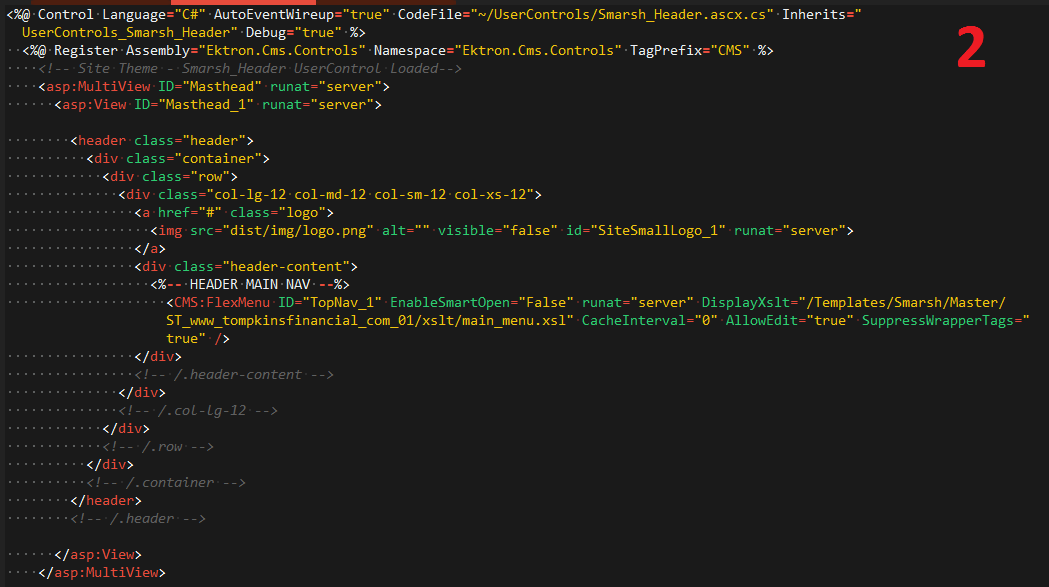 <%@ Control Language="C#" AutoEventWireup="true" CodeFile="~/UserControls/Smarsh_Header.ascx.cs" Inherits="
UserControls_Smarsh_Header" Debug="true" %>
2
<%@ Register Assembly="Ektron.Cms.Controls" Namespace="Ektron.Cms.Controls" TagPrefix="CMS" %>
<!-- Site Theme - Smarsh_Header UserControl Loaded-->
<asp:MultiView ID="Masthead" runat="server">
<asp:View ID="Masthead_1" runat="server">
<header class="header">
<div class="container">
<div class="row">
<div class="col-lg-12 col-md-12 col-sm-12 col-xs-12">
<a href="#" class="logo">
<img src="dist/img/logo.png" alt="" visible="false" id="SiteSmallLogo_1" runat="server">
</a>
<div class="header-content">
<%-- HEADER MAIN NAV --%>
<CMS:FlexMenu ID="TopNav_1" EnableSmartOpen="False" runat="server" DisplayXslt="/Templates/Smarsh/Master/
ST_www_tompkinsfinancial_com_01/xslt/main_menu.xsl" CacheInterval="0" AllowEdit="true" SuppressWrapperTags="
true" />
</div>
<!-- /.header-content -->
</div>
<!-- /.col-lg-12 -->
</div>
<!-- /.row -->
</div>
<!-- /.container -->
</header>
<!-- /.header -->
</asp:View>
</asp:MultiView>